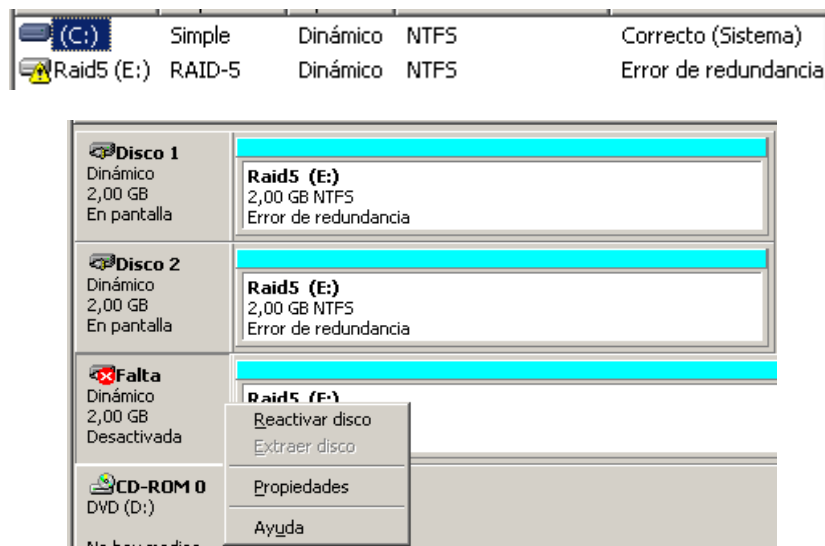 (C:) Simple Dinámico NTFS Correcto (Sistema)
Raid5 (E:) RAID-5 Dinámico NTFS Error de redundancia
Disco 1
Dinámico
2,00 GB
En pantalla
Raid5 (E:)
2,00 GB NTFS
Error de redundancia
Disco 2
Dinámico
2,00 GB
En pantalla
Raid5 (E:)
2,00 GB NTFS
Error de redundancia
Falta
Dinámico
2,00 GB
Desactivada
Raid5 (E:)
Reactivar disco
Extraer disco
Propiedades
Ayuda
CD-ROM 0
DVD (D:)
No hay medios